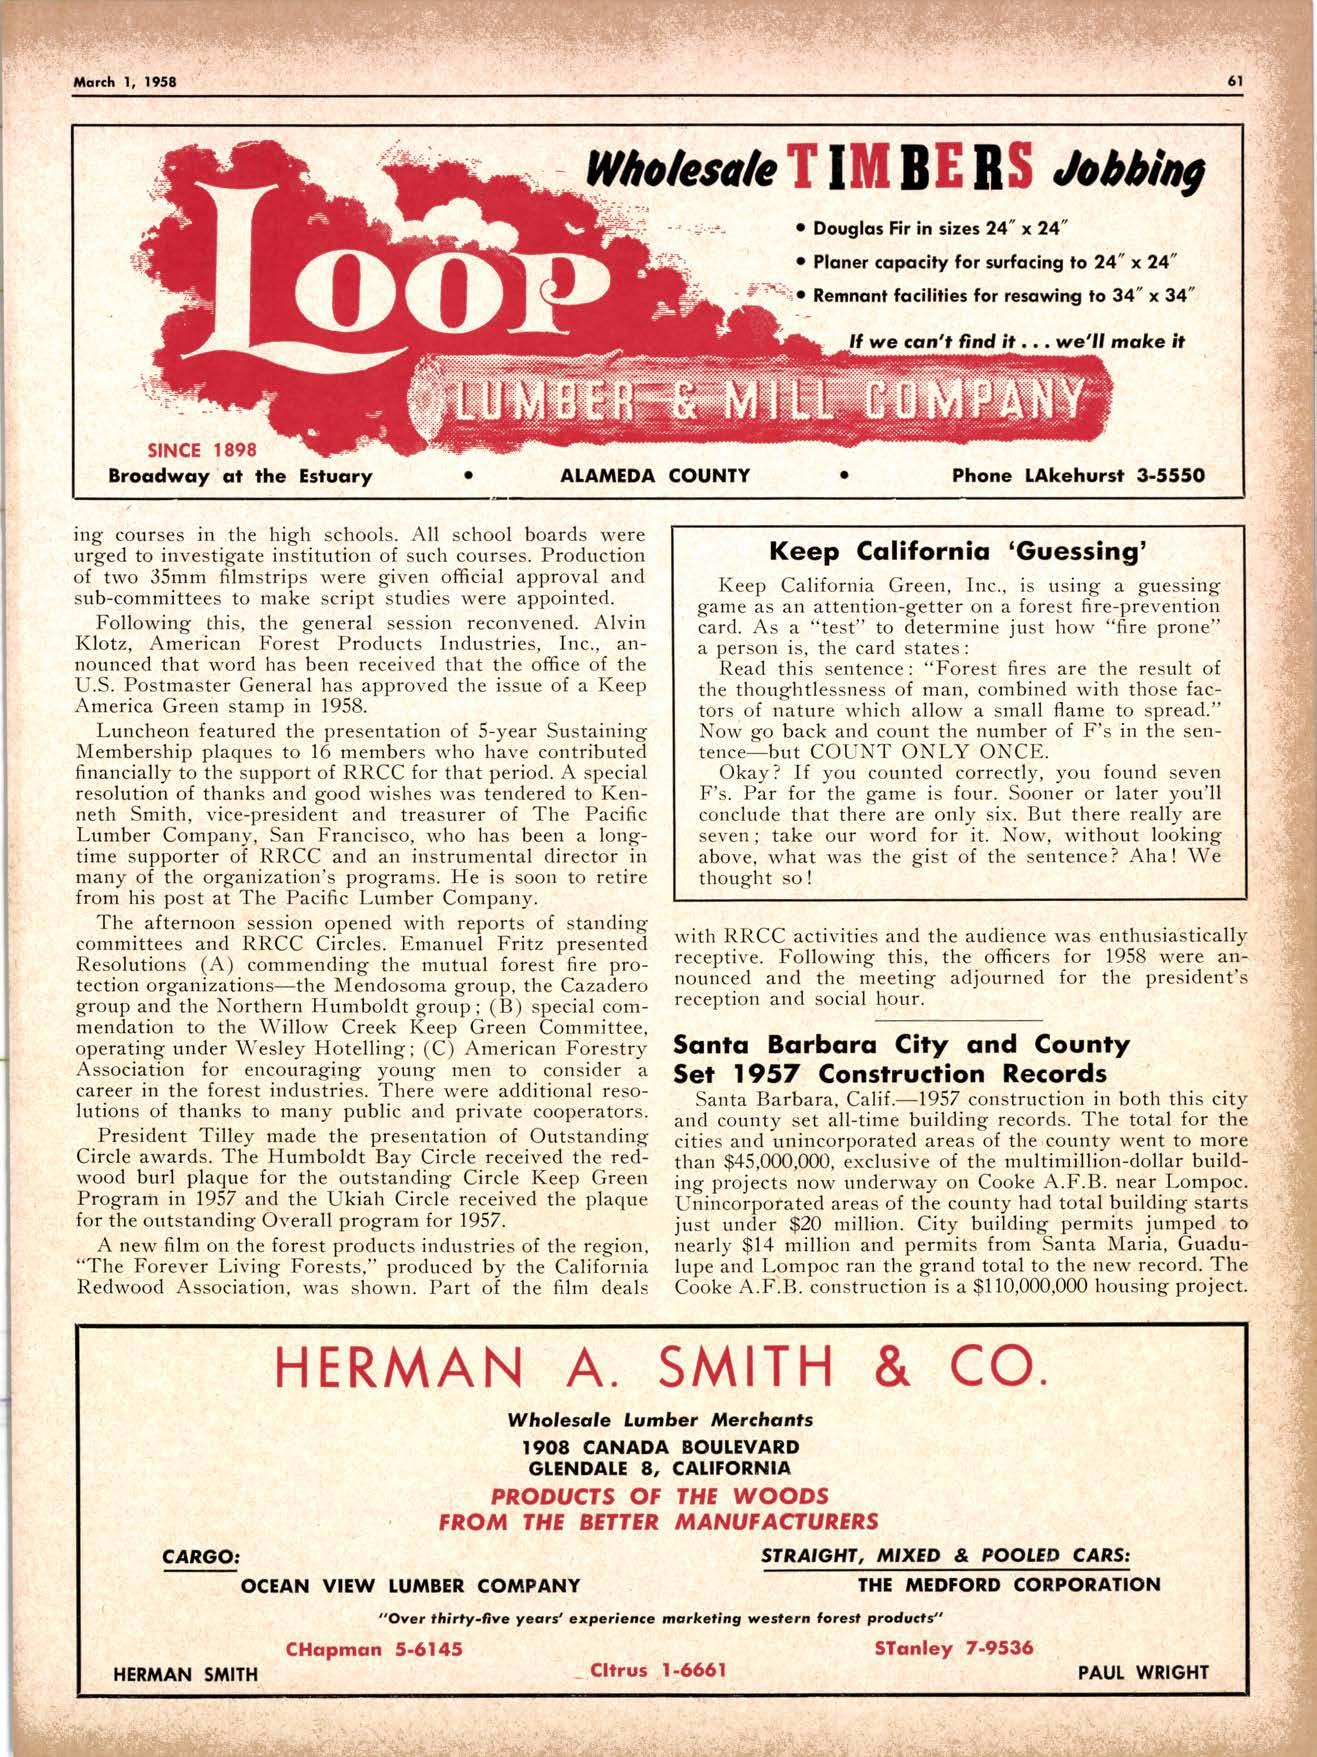 March 1, 1958
61
Wholesale TIMBERS Jobbing
• Douglas Fir in sizes 24″ x 24″
• Planer capacity for surfacing to 24″ x 24″
• Remnant facilities for resawing to 34″ x 34″
If we can't find it . . . we'll make it
LOOP
LUMBER & MILL COMPANY
SINCE 1898
Broadway at the Estuary • ALAMEDA COUNTY • Phone LAkehurst 3-5550
ing courses in the high schools. All school boards were
urged to investigate institution of such courses. Production
of two 35mm filmstrips were given official approval and
sub-committees to make script studies were appointed.
Following this, the general session reconvened. Alvin
Klotz, American Forest Products Industries, Inc., an-
nounced that word has been received that the office of the
U.S. Postmaster General has approved the issue of a Keep
America Green stamp in 1958.
Luncheon featured the presentation of 5-year Sustaining
Membership plaques to 16 members who have contributed
financially to the support of RRCC for that period. A special
resolution of thanks and good wishes was tendered to Ken-
neth Smith, vice-president and treasurer of The Pacific
Lumber Company, San Francisco, who has been a long-
time supporter of RRCC and an instrumental director in
many of the organization's programs. He is soon to retire
from his post at The Pacific Lumber Company.
The afternoon session opened with reports of standing
committees and RRCC Circles. Emanuel Fritz presented
Resolutions (A) commending the mutual forest fire pro-
tection organizations—the Mendosoma group, the Cazadero
group and the Northern Humboldt group; (B) special com-
mendation to the Willow Creek Keep Green Committee,
operating under Wesley Hotelling; (C) American Forestry
Association for encouraging young men to consider a
career in the forest industries. There were additional reso-
lutions of thanks to many public and private cooperators.
President Tilley made the presentation of Outstanding
Circle awards. The Humboldt Bay Circle received the red-
wood burl plaque for the outstanding Circle Keep Green
Program in 1957 and the Ukiah Circle received the plaque
for the outstanding Overall program for 1957.
A new film on the forest products industries of the region,
"The Forever Living Forests," produced by the California
Redwood Association, was shown. Part of the film deals
Keep California 'Guessing'
Keep California Green, Inc., is using a guessing
game as an attention-getter on a forest fire-prevention
card. As a "test" to determine just how "fire prone"
a person is, the card states:
Read this sentence: "Forest fires are the result of
the thoughtlessness of man, combined with those fac-
tors of nature which allow a small flame to spread."
Now go back and count the number of F's in the sen-
tence—but COUNT ONLY ONCE.
Okay? If you counted correctly, you found seven
F's. Par for the game is four. Sooner or later you'll
conclude that there are only six. But there really are
seven; take our word for it. Now, without looking
above, what was the gist of the sentence? Aha! We
thought so!
with RRCC activities and the audience was enthusiastically
receptive. Following this, the officers for 1958 were an-
nounced and the meeting adjourned for the president's
reception and social hour.
Santa Barbara City and County
Set 1957 Construction Records
Santa Barbara, Calif.—1957 construction in both this city
and county set all-time building records. The total for the
cities and unincorporated areas of the county went to more
than $45,000,000, exclusive of the multimillion-dollar build-
ing projects now underway on Cooke A.F.B. near Lompoc.
Unincorporated areas of the county had total building starts
just under $20 million. City building permits jumped to
nearly $14 million and permits from Santa Maria, Guadu-
lupe and Lompoc ran the grand total to the new record. The
Cooke A.F.B. construction is a $110,000,000 housing project.
HERMAN A. SMITH & CO.
Wholesale Lumber Merchants
1908 CANADA BOULEVARD
GLENDALE 8, CALIFORNIA
PRODUCTS OF THE WOODS
FROM THE BETTER MANUFACTURERS
CARGO:
OCEAN VIEW LUMBER COMPANY
STRAIGHT, MIXED & POOLED CARS:
THE MEDFORD CORPORATION
"Over thirty-five years' experience marketing western forest products"
CHapman 5-6145
STanley 7-9536
HERMAN SMITH
CItrus 1-6661
PAUL WRIGHT